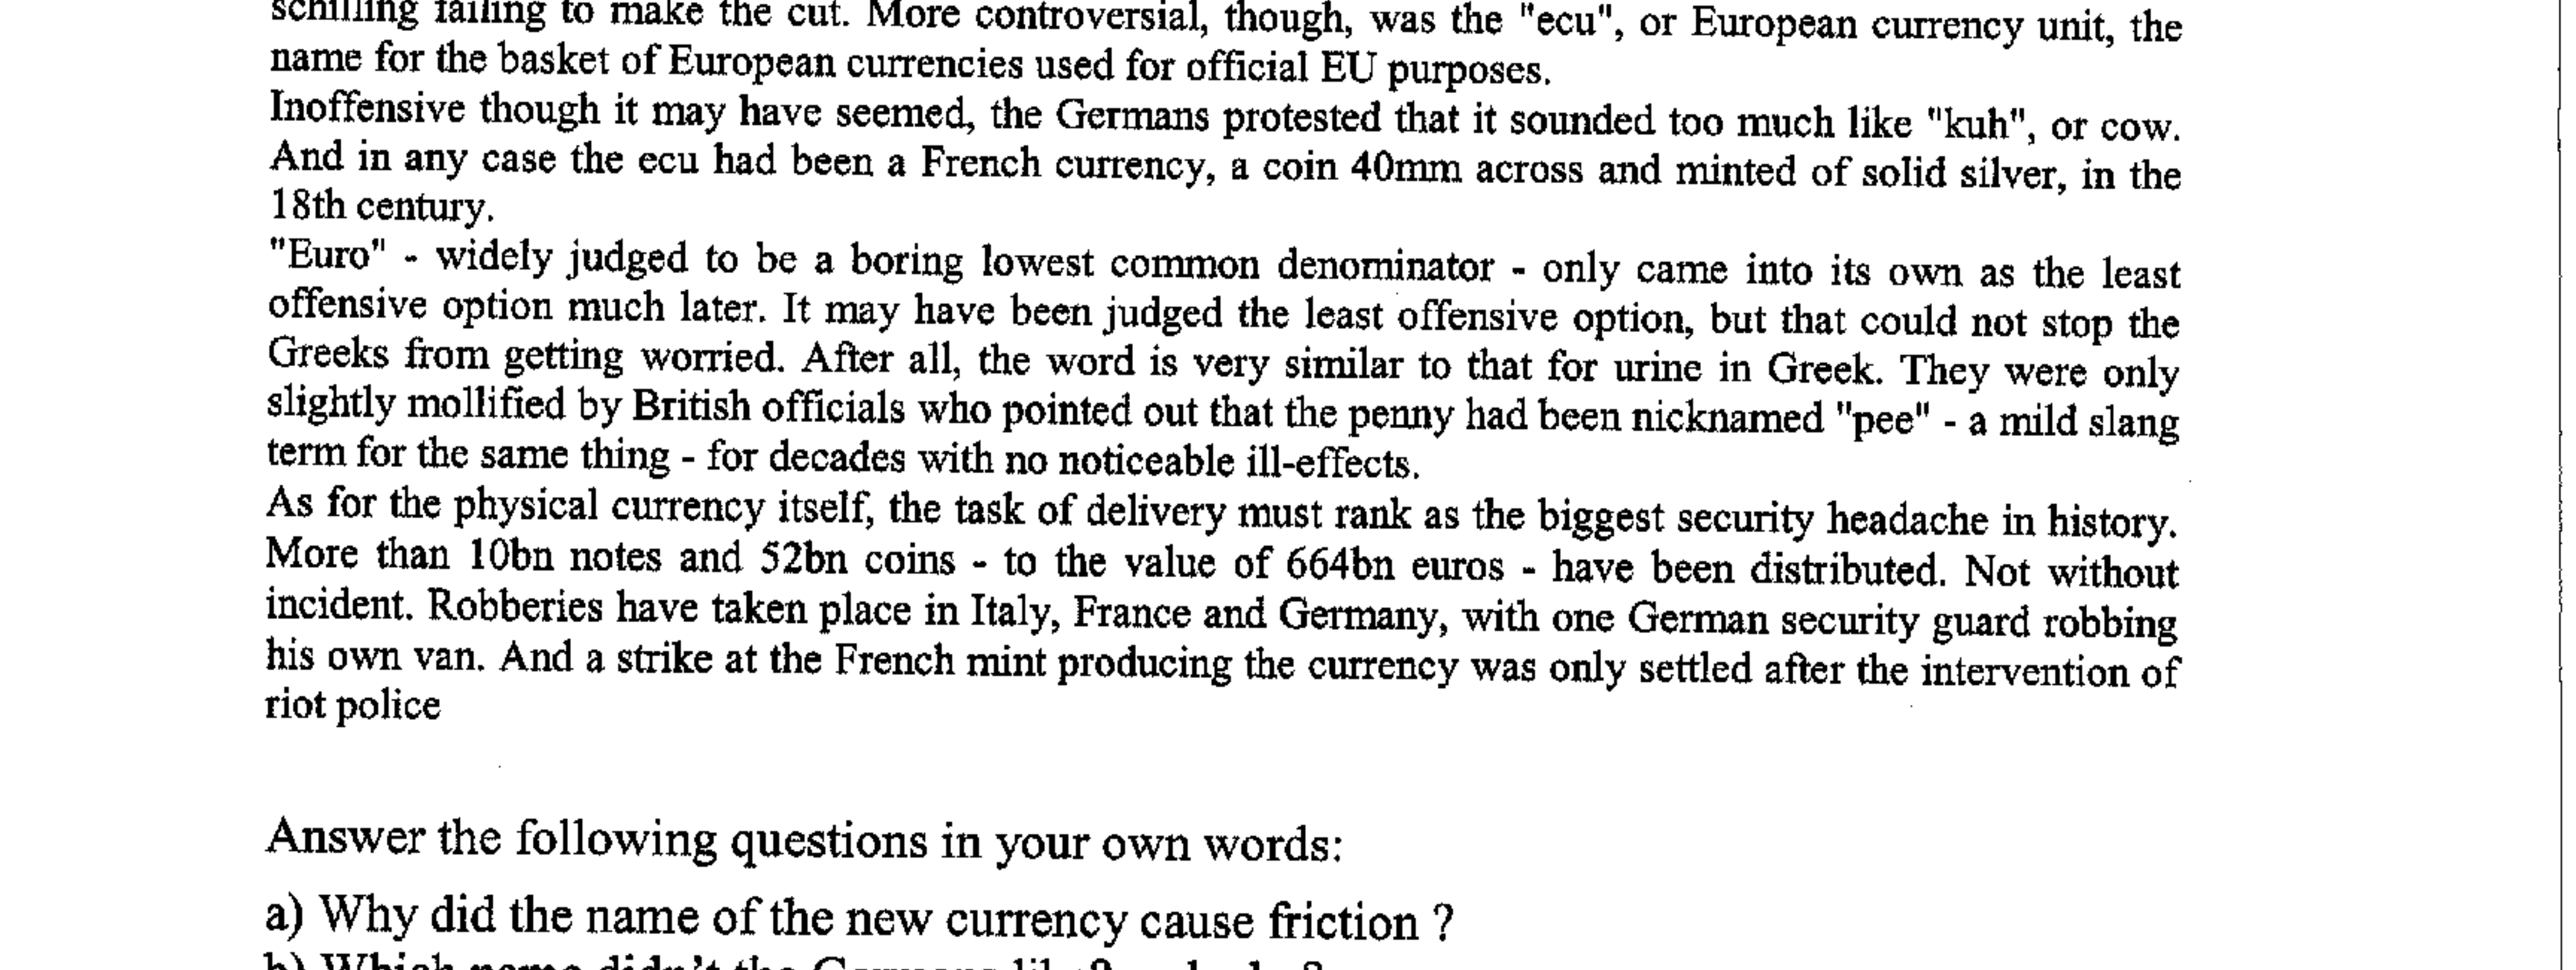 schilling failing to make the cut. More controversial, though, was the "ecu", or European currency unit, the
name for the basket of European currencies used for official EU purposes.
Inoffensive though it may have seemed, the Germans protested that it sounded too much like "kuh", or cow.
And in any case the ecu had been a French currency, a coin 40mm across and minted of solid silver, in the
18th century.
"Euro" - widely judged to be a boring lowest common denominator - only came into its own as the least
offensive option much later. It may have been judged the least offensive option, but that could not stop the
Greeks from getting worried. After all, the word is very similar to that for urine in Greek. They were only
slightly mollified by British officials who pointed out that the penny had been nicknamed "pee" - a mild slang
term for the same thing - for decades with no noticeable ill-effects.
As for the physical currency itself, the task of delivery must rank as the biggest security headache in history.
More than 10bn notes and 52bn coins - to the value of 664bn euros - have been distributed. Not without
incident. Robberies have taken place in Italy, France and Germany, with one German security guard robbing
his own van. And a strike at the French mint producing the currency was only settled after the intervention of
riot police
Answer the following questions in your own words:
a) Why did the name of the new currency cause friction ?
b) Which name didn't the Germans like?